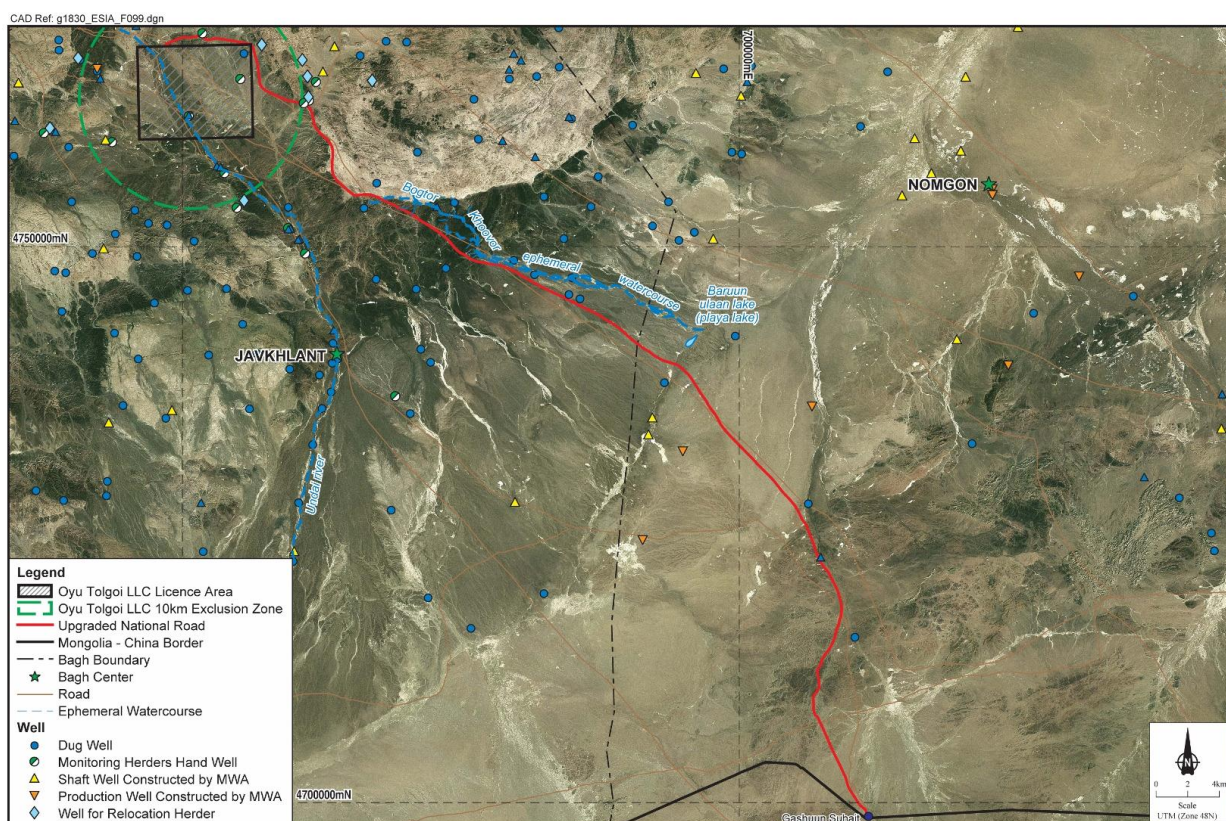 CAD Ref: g1830_ESIA_F099.dgn
700000mE
NOMGON
Bogtor
Khoovor
ephemeral
watercourse
4750000mN
Baruun
ulaan lake
(playa lake)
JAVKHLANT
Undai river
Legend
Oyu Tolgoi LLC Licence Area
Oyu Tolgoi LLC 10km Exclusion Zone
Upgraded National Road
Mongolia - China Border
Bagh Boundary
Bagh Center
Road
Ephemeral Watercourse
Well
Dug Well
Monitoring Herders Hand Well
Shaft Well Constructed by MWA
Production Well Constructed by MWA
Well for Relocation Herder
4700000mN
Gashuun Suhait
N
0 2 4km
Scale
UTM (Zone 48N)